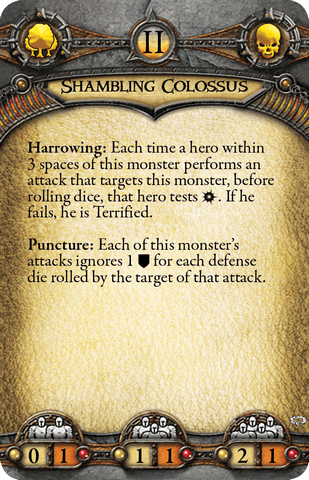 II
SHAMBLING COLOSSUS
Harrowing: Each time a hero within
3 spaces of this monster performs an
attack that targets this monster, before
rolling dice, that hero tests . If he
fails, he is Terrified.
Puncture: Each of this monster's
attacks ignores 1 for each defense
die rolled by the target of that attack.
0 1 1 1 2 1